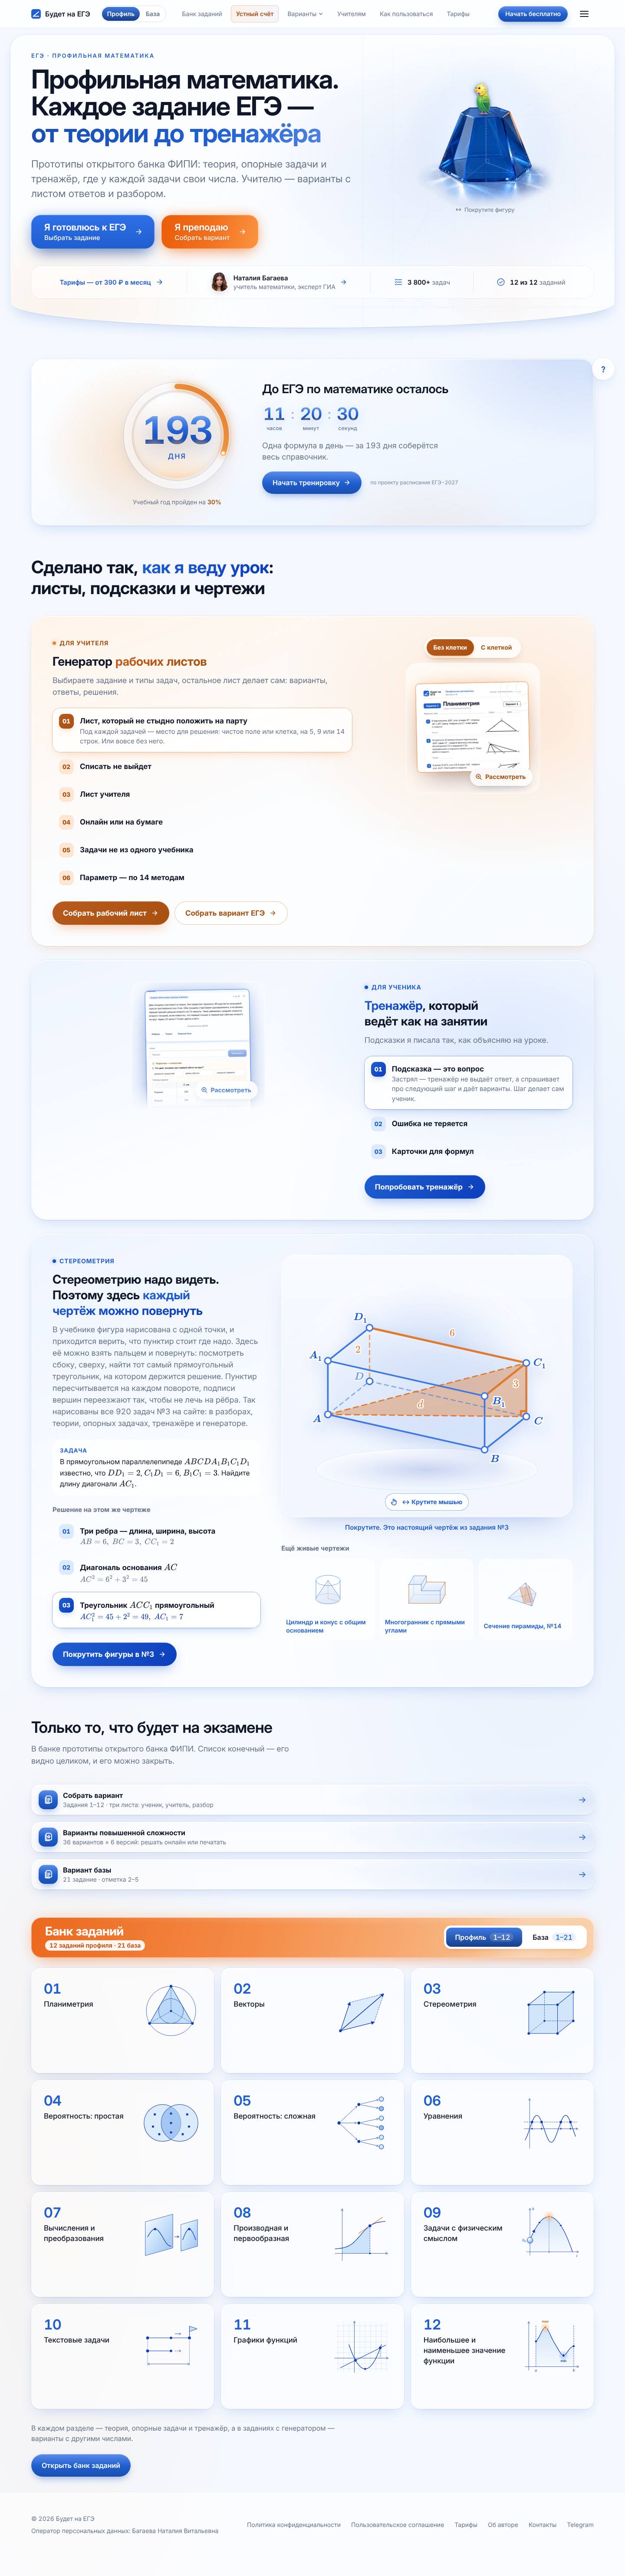 Будет на ЕГЭ
Профиль
База
Банк заданий
Устный счёт
Варианты
Учителям
Как пользоваться
Тарифы
Начать бесплатно
ЕГЭ · ПРОФИЛЬНАЯ МАТЕМАТИКА
Профильная математика.
Каждое задание ЕГЭ —
от теории до тренажёра
Прототипы открытого банка ФИПИ: теория, опорные задачи и
тренажёр, где у каждой задачи свои числа. Учителю — варианты с
листом ответов и разбором.
Я готовлюсь к ЕГЭ
Выбрать задание
Я преподаю
Собрать вариант
Покрутите фигуру
Тарифы — от 390 ₽ в месяц
Наталия Багаева
учитель математики, эксперт ГИА
3 800+ задач
12 из 12 заданий
?
193
ДНЯ
Учебный год пройден на 30%
До ЕГЭ по математике осталось
11 : 20 : 30
часов минут секунд
Одна формула в день — за 193 дня соберётся
весь справочник.
Начать тренировку
по проекту расписания ЕГЭ-2027
Сделано так, как я веду урок:
листы, подсказки и чертежи
ДЛЯ УЧИТЕЛЯ
Генератор рабочих листов
Выбираете задание и типы задач, остальное лист делает сам: варианты,
ответы, решения.
01 Лист, который не стыдно положить на парту
Под каждой задачей — место для решения: чистое поле или клетка, на 5, 9 или 14
строк. Или вовсе без него.
02 Списать не выйдет
03 Лист учителя
04 Онлайн или на бумаге
05 Задачи не из одного учебника
06 Параметр — по 14 методам
Собрать рабочий лист
Собрать вариант ЕГЭ
Без клетки
С клеткой
Планиметрия
Рассмотреть
Рассмотреть
ДЛЯ УЧЕНИКА
Тренажёр, который
ведёт как на занятии
Подсказки я писала так, как объясняю на уроке.
01 Подсказка — это вопрос
Застрял — тренажёр не выдаёт ответ, а спрашивает
про следующий шаг и даёт варианты. Шаг делает сам
ученик.
02 Ошибка не теряется
03 Карточки для формул
Попробовать тренажёр
СТЕРЕОМЕТРИЯ
Стереометрию надо видеть.
Поэтому здесь каждый
чертёж можно повернуть
В учебнике фигура нарисована с одной точки, и
приходится верить, что пунктир стоит где надо. Здесь
её можно взять пальцем и повернуть: посмотреть
сбоку, сверху, найти тот самый прямоугольный
треугольник, на котором держится решение. Пунктир
пересчитывается на каждом повороте, подписи
вершин переезжают так, чтобы не лечь на рёбра. Так
нарисованы все 920 задач №3 на сайте: в разборах,
теории, опорных задачах, тренажёре и генераторе.
ЗАДАЧА
В прямоугольном параллелепипеде ABCDA₁B₁C₁D₁
известно, что DD₁ = 2, C₁D₁ = 6, B₁C₁ = 3. Найдите
длину диагонали AC₁.
Решение на этом же чертеже
01 Три ребра — длина, ширина, высота
AB = 6, BC = 3, CC₁ = 2
02 Диагональ основания AC
AC² = 6² + 3² = 45
03 Треугольник ACC₁ прямоугольный
AC₁² = 45 + 2² = 49, AC₁ = 7
Покрутить фигуры в №3
D₁
6
A₁
2
C₁
D
3
B₁
d
A
C
B
Крутите мышью
Покрутите. Это настоящий чертёж из задания №3
Ещё живые чертежи
Цилиндр и конус с общим
основанием
Многогранник с прямыми
углами
Сечение пирамиды, №14
Только то, что будет на экзамене
В банке прототипы открытого банка ФИПИ. Список конечный — его
видно целиком, и его можно закрыть.
Собрать вариант
Задания 1–12 · три листа: ученик, учитель, разбор
Варианты повышенной сложности
36 вариантов × 6 версий: решать онлайн или печатать
Вариант базы
21 задание · отметка 2–5
Банк заданий
12 заданий профиля · 21 база
Профиль 1–12
База 1–21
01
Планиметрия
02
Векторы
03
Стереометрия
04
Вероятность: простая
05
Вероятность: сложная
06
Уравнения
07
Вычисления и
преобразования
08
Производная и
первообразная
09
Задачи с физическим
смыслом
10
Текстовые задачи
11
Графики функций
12
Наибольшее и
наименьшее значение
функции
В каждом разделе — теория, опорные задачи и тренажёр, а в заданиях с генератором —
варианты с другими числами.
Открыть банк заданий
© 2026 Будет на ЕГЭ
Оператор персональных данных: Багаева Наталия Витальевна
Политика конфиденциальности
Пользовательское соглашение
Тарифы
Об авторе
Контакты
Telegram